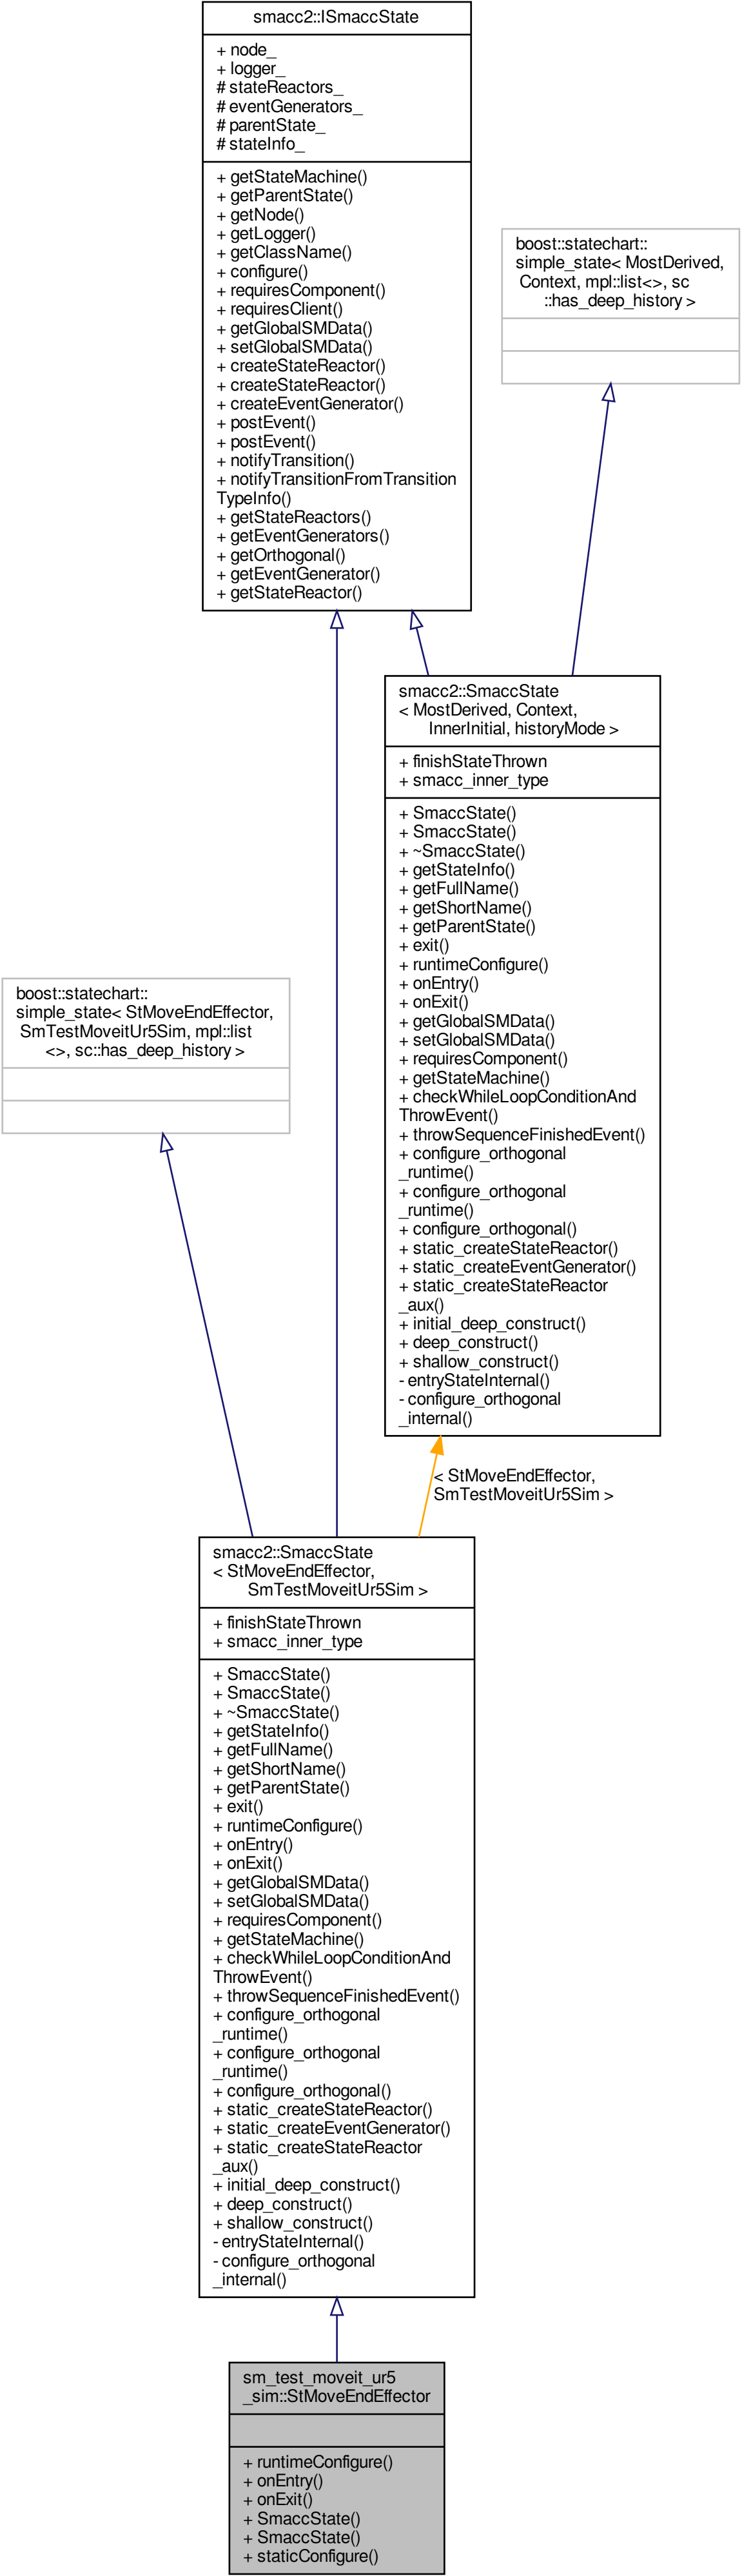 smacc2::ISmaccState
+ node_
+ logger_
# stateReactors_
# eventGenerators_
# parentState_
# stateInfo_
+ getStateMachine()
+ getParentState()
+ getNode()
+ getLogger()
+ getClassName()
+ configure()
+ requiresComponent()
+ requiresClient()
+ getGlobalSMData()
+ setGlobalSMData()
+ createStateReactor()
+ createStateReactor()
+ createEventGenerator()
+ postEvent()
+ postEvent()
+ notifyTransition()
+ notifyTransitionFromTransition
TypeInfo()
+ getStateReactors()
+ getEventGenerators()
+ getOrthogonal()
+ getEventGenerator()
+ getStateReactor()
boost::statechart::
simple_state< MostDerived,
Context, mpl::list<>, sc
::has_deep_history >
smacc2::SmaccState
< MostDerived, Context,
InnerInitial, historyMode >
+ finishStateThrown
+ smacc_inner_type
+ SmaccState()
+ SmaccState()
+ ~SmaccState()
+ getStateInfo()
+ getFullName()
+ getShortName()
+ getParentState()
+ exit()
+ runtimeConfigure()
+ onEntry()
+ onExit()
+ getGlobalSMData()
+ setGlobalSMData()
+ requiresComponent()
+ getStateMachine()
+ checkWhileLoopConditionAnd
ThrowEvent()
+ throwSequenceFinishedEvent()
+ configure_orthogonal
_runtime()
+ configure_orthogonal
_runtime()
+ configure_orthogonal()
+ static_createStateReactor()
+ static_createEventGenerator()
+ static_createStateReactor
_aux()
+ initial_deep_construct()
+ deep_construct()
+ shallow_construct()
- entryStateInternal()
- configure_orthogonal
_internal()
boost::statechart::
simple_state< StMoveEndEffector,
SmTestMoveitUr5Sim, mpl::list
<>, sc::has_deep_history >
< StMoveEndEffector,
SmTestMoveitUr5Sim >
smacc2::SmaccState
< StMoveEndEffector,
SmTestMoveitUr5Sim >
+ finishStateThrown
+ smacc_inner_type
+ SmaccState()
+ SmaccState()
+ ~SmaccState()
+ getStateInfo()
+ getFullName()
+ getShortName()
+ getParentState()
+ exit()
+ runtimeConfigure()
+ onEntry()
+ onExit()
+ getGlobalSMData()
+ setGlobalSMData()
+ requiresComponent()
+ getStateMachine()
+ checkWhileLoopConditionAnd
ThrowEvent()
+ throwSequenceFinishedEvent()
+ configure_orthogonal
_runtime()
+ configure_orthogonal
_runtime()
+ configure_orthogonal()
+ static_createStateReactor()
+ static_createEventGenerator()
+ static_createStateReactor
_aux()
+ initial_deep_construct()
+ deep_construct()
+ shallow_construct()
- entryStateInternal()
- configure_orthogonal
_internal()
sm_test_moveit_ur5
_sim::StMoveEndEffector
+ runtimeConfigure()
+ onEntry()
+ onExit()
+ SmaccState()
+ SmaccState()
+ staticConfigure()